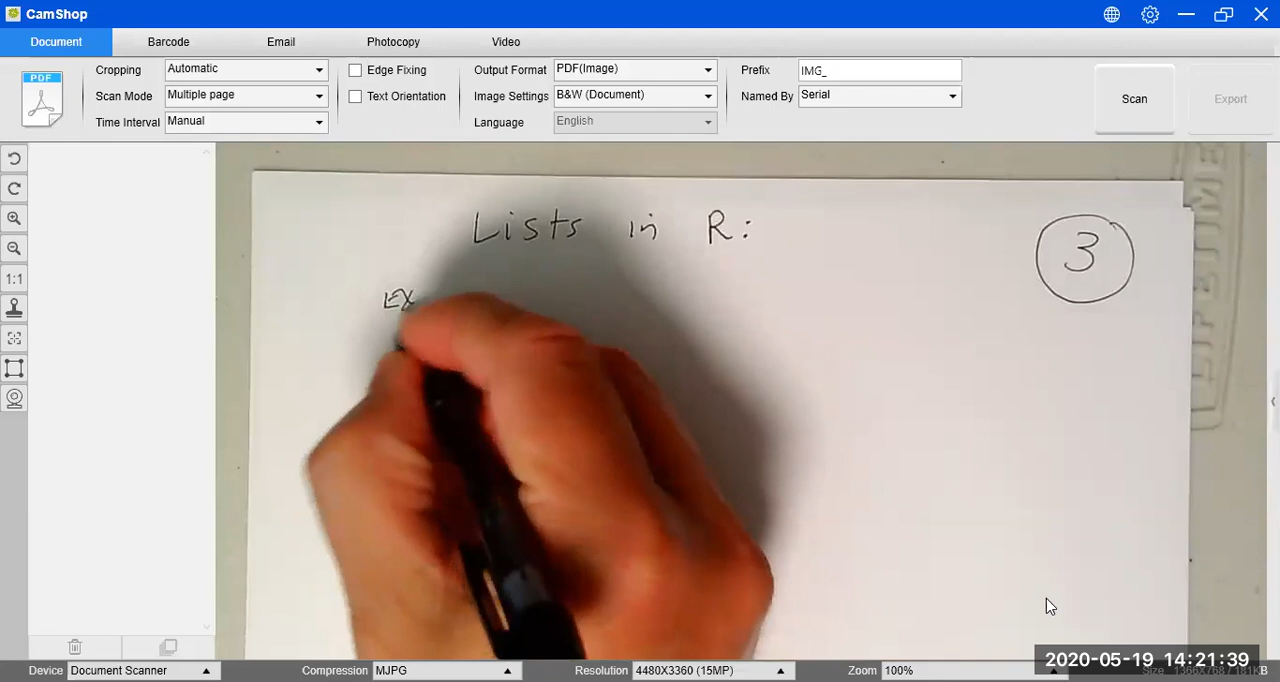 CamShop
Document Barcode Email Photocopy Video
PDF
Cropping Automatic Edge Fixing Output Format PDF(Image) Prefix IMG_
Scan Mode Multiple page Text Orientation Image Settings B&W (Document) Named By Serial Scan Export
Time Interval Manual Language English
1:1
Lists in R:
3
EX
LIFETIME
Device Document Scanner Compression MJPG Resolution 4480X3360 (15MP) Zoom 100%
2020-05-19 14:21:39